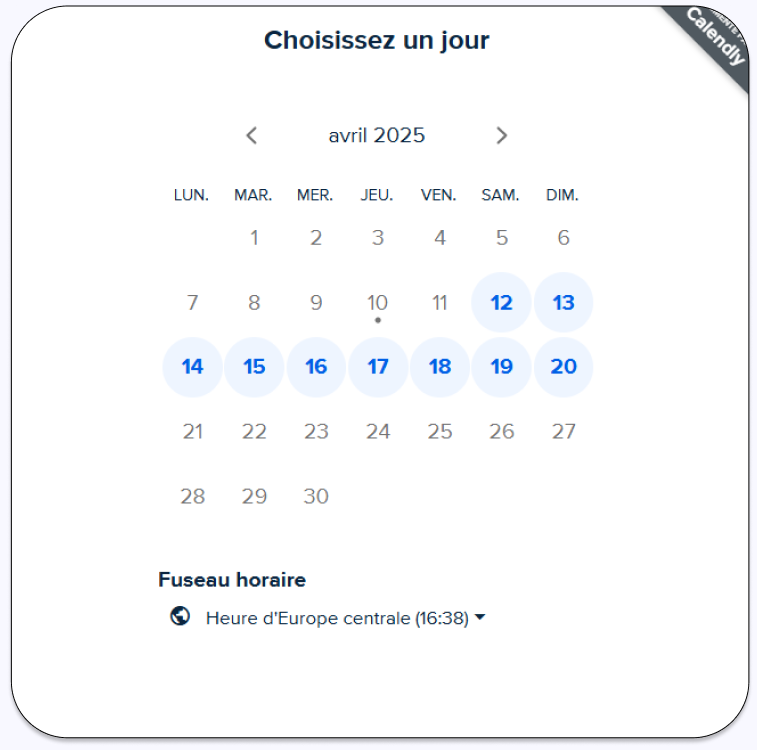 Calendly
Choisissez un jour
avril 2025
LUN. MAR. MER. JEU. VEN. SAM. DIM.
1 2 3 4 5 6
7 8 9 10 11 12 13
14 15 16 17 18 19 20
21 22 23 24 25 26 27
28 29 30
Fuseau horaire
Heure d'Europe centrale (16:38)